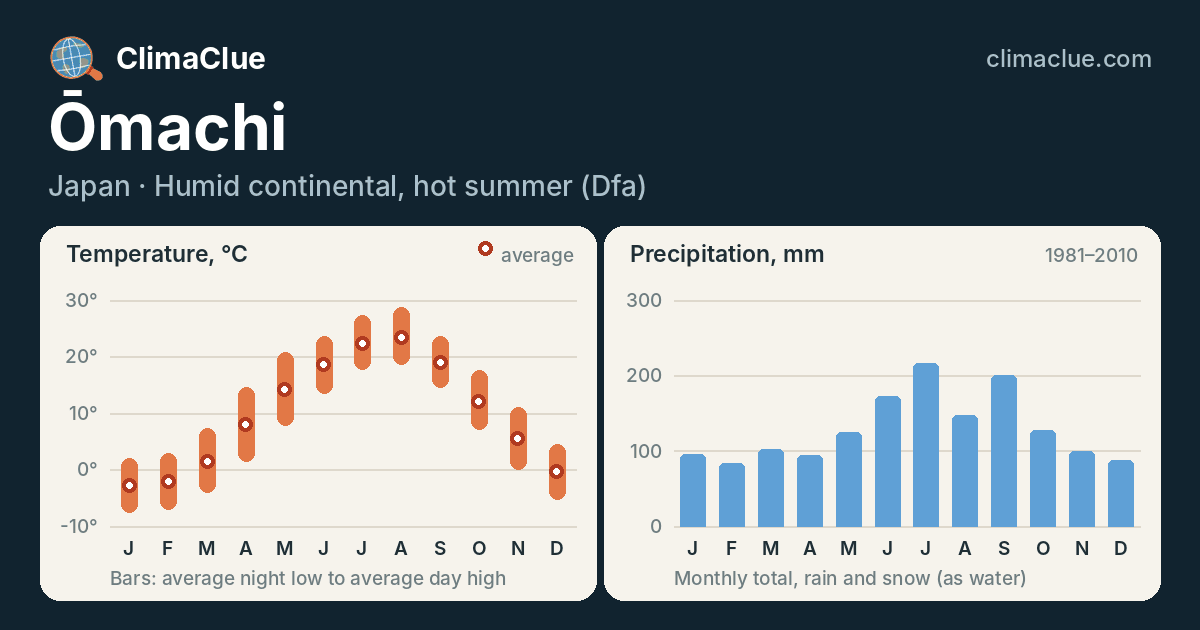 ClimaClue
climaclue.com
Ōmachi
Japan · Humid continental, hot summer (Dfa)
Temperature, °C
average
30°
20°
10°
0°
-10°
J F M A M J J A S O N D
Bars: average night low to average day high
Precipitation, mm
1981–2010
300
200
100
0
J F M A M J J A S O N D
Monthly total, rain and snow (as water)